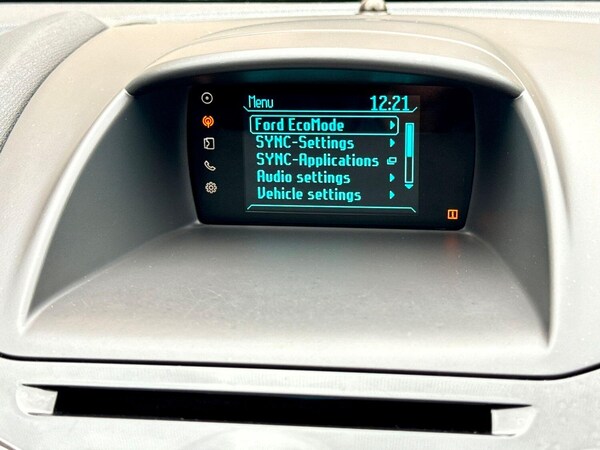 Menu 12:21
Ford EcoMode
SYNC-Settings
SYNC-Applications
Audio settings
Vehicle settings